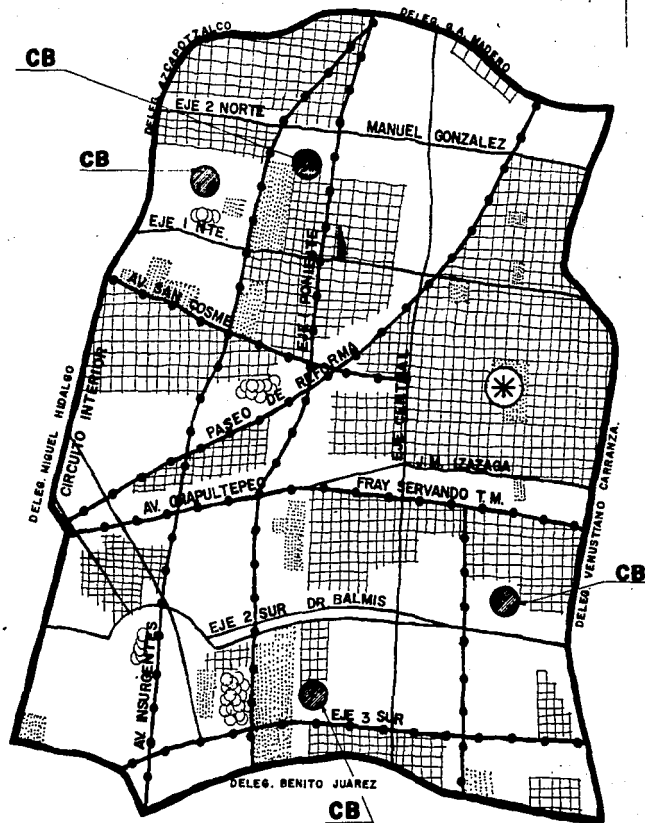 DELEG. G.A. MADERO
DELEG. AZCAPOTZALCO
CB
EJE 2 NORTE
MANUEL GONZALEZ
CB
EJE 1 NTE
EJE 1 PONIENTE
AV. SAN COSME
PASEO DE REFORMA
EJE CENTRAL
CIRCUITO INTERIOR
DELEG. MIGUEL HIDALGO
J.M. IZAZAGA
AV. CHAPULTEPEC
FRAY SERVANDO T.M.
DELEG. VENUSTIANO CARRANZA.
CB
EJE 2 SUR DR BALMIS
AV. INSURGENTES
EJE 3 SUR
DELEG. BENITO JUAREZ
CB